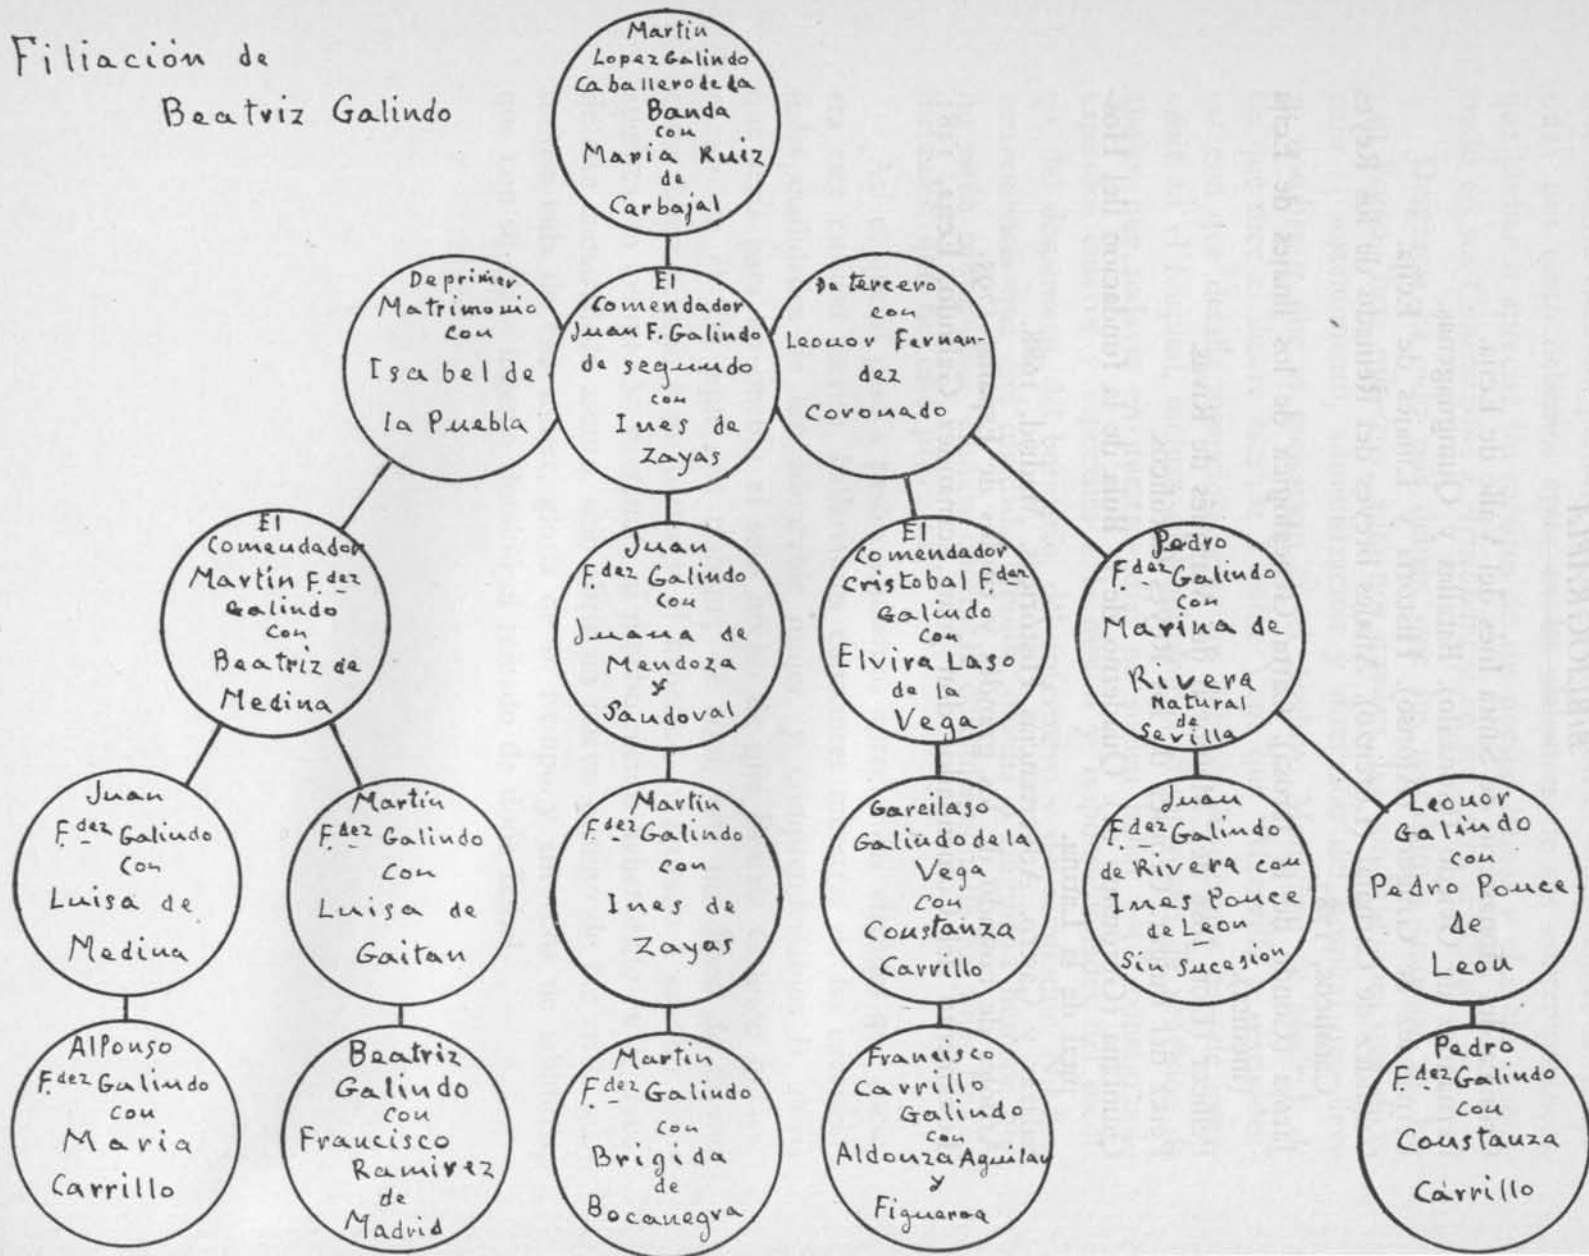 Filiación de
Beatriz Galindo
Martin
Lopez Galindo
Caballero de la
Banda
con
Maria Ruiz
de
Carbajal
De primer
Matrimonio
con
Isabel de
la Puebla
El
Comendador
Juan F. Galindo
de segundo
con
Ines de
Zayas
De tercero
con
Leonor Fernan-
dez
Coronado
El
Comendador
Martín F.dez
Galindo
con
Beatriz de
Medina
Juan
F.dez Galindo
con
Juana de
Mendoza
y
Sandoval
El
Comendador
Cristobal F.dez
Galindo
con
Elvira Laso
de la
Vega
Pedro
F.dez Galindo
con
Marina de
Rivera
Natural
de
Sevilla
Juan
F.dez Galindo
con
Luisa de
Medina
Martín
F.dez Galindo
con
Luisa de
Gaitan
Martin
F.dez Galindo
con
Ines de
Zayas
Garcilaso
Galindo de la
Vega
con
Constanza
Carrillo
Juan
F.dez Galindo
de Rivera con
Ines Ponce
de Leon
Sin sucesion
Leonor
Galindo
con
Pedro Ponce
de
Leon
Alfonso
F.dez Galindo
con
Maria
Carrillo
Beatriz
Galindo
con
Francisco
Ramirez
de
Madrid
Martin
F.dez Galindo
con
Brigida
de
Bocanegra
Francisco
Carrillo
Galindo
con
Aldonza Aguilar
y
Figueroa
Pedro
F.dez Galindo
con
Constanza
Cárrillo